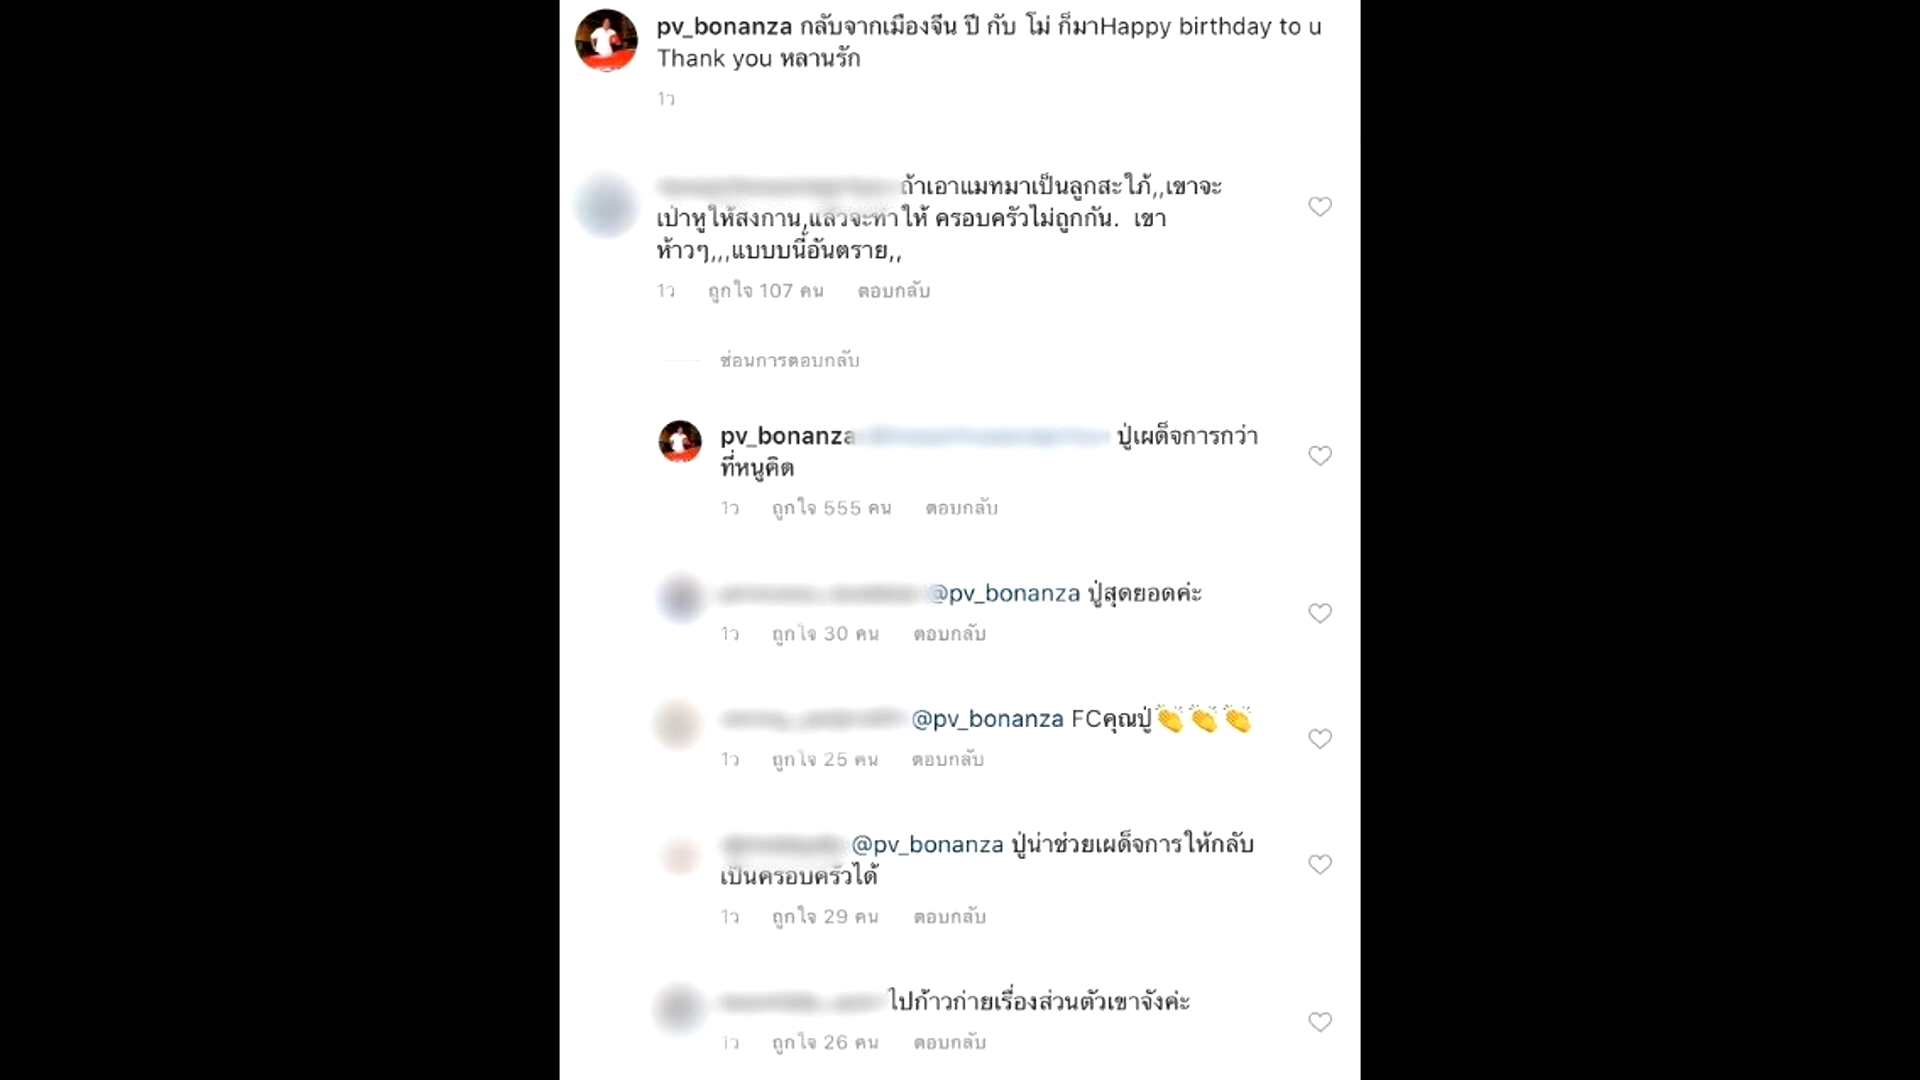 pv_bonanza กลับจากเมืองจีน ปี กับ โม่ ก็มาHappy birthday to u
Thank you หลานรัก
1ว
ถ้าเอาแมทมาเป็นลูกสะใภ้,,เขาจะ
เป่าหูให้สงกาน,แล้วจะทำให้ ครอบครัวไม่ถูกกัน. เขา
ห้าวๆ,,,แบบบนี้อันตราย,,
1ว ถูกใจ 107 คน ตอบกลับ
ซ่อนการตอบกลับ
pv_bonanza ปู่เผด็จการกว่า
ที่หนูคิด
1ว ถูกใจ 555 คน ตอบกลับ
@pv_bonanza ปู่สุดยอดค่ะ
1ว ถูกใจ 30 คน ตอบกลับ
@pv_bonanza FCคุณปู่👏👏👏
1ว ถูกใจ 25 คน ตอบกลับ
@pv_bonanza ปู่น่าช่วยเผด็จการให้กลับ
เป็นครอบครัวได้
1ว ถูกใจ 29 คน ตอบกลับ
ไปก้าวก่ายเรื่องส่วนตัวเขาจังค่ะ
1ว ถูกใจ 26 คน ตอบกลับ